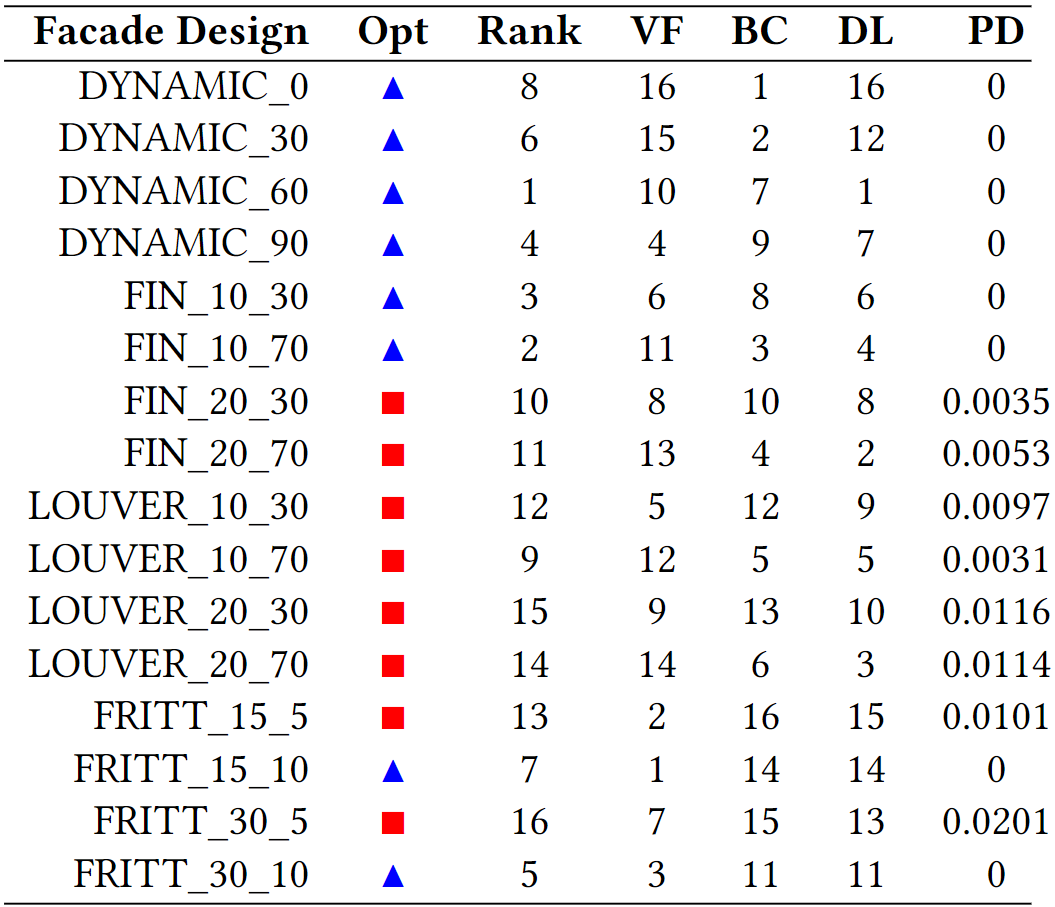 Facade Design Opt Rank VF BC DL PD
DYNAMIC_0 ▲ 8 16 1 16 0
DYNAMIC_30 ▲ 6 15 2 12 0
DYNAMIC_60 ▲ 1 10 7 1 0
DYNAMIC_90 ▲ 4 4 9 7 0
FIN_10_30 ▲ 3 6 8 6 0
FIN_10_70 ▲ 2 11 3 4 0
FIN_20_30 ■ 10 8 10 8 0.0035
FIN_20_70 ■ 11 13 4 2 0.0053
LOUVER_10_30 ■ 12 5 12 9 0.0097
LOUVER_10_70 ■ 9 12 5 5 0.0031
LOUVER_20_30 ■ 15 9 13 10 0.0116
LOUVER_20_70 ■ 14 14 6 3 0.0114
FRITT_15_5 ■ 13 2 16 15 0.0101
FRITT_15_10 ▲ 7 1 14 14 0
FRITT_30_5 ■ 16 7 15 13 0.0201
FRITT_30_10 ▲ 5 3 11 11 0